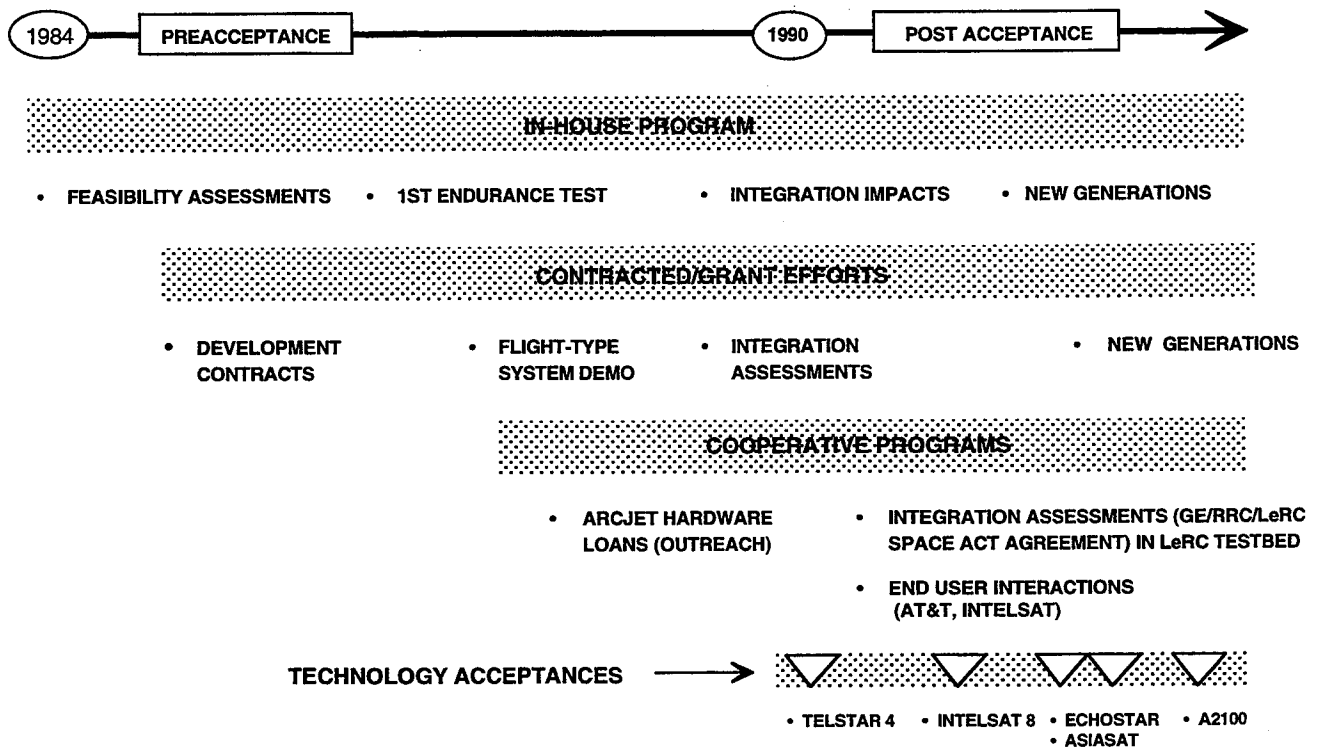 1984 PREACCEPTANCE 1990 POST ACCEPTANCE
IN-HOUSE PROGRAM
• FEASIBILITY ASSESSMENTS • 1ST ENDURANCE TEST • INTEGRATION IMPACTS • NEW GENERATIONS
CONTRACTED/GRANT EFFORTS
• DEVELOPMENT • FLIGHT-TYPE • INTEGRATION • NEW GENERATIONS
CONTRACTS SYSTEM DEMO ASSESSMENTS
COOPERATIVE PROGRAMS
• ARCJET HARDWARE • INTEGRATION ASSESSMENTS (GE/RRC/LeRC
LOANS (OUTREACH) SPACE ACT AGREEMENT) IN LeRC TESTBED
• END USER INTERACTIONS
(AT&T, INTELSAT)
TECHNOLOGY ACCEPTANCES
• TELSTAR 4 • INTELSAT 8 • ECHOSTAR • A2100
• ASIASAT